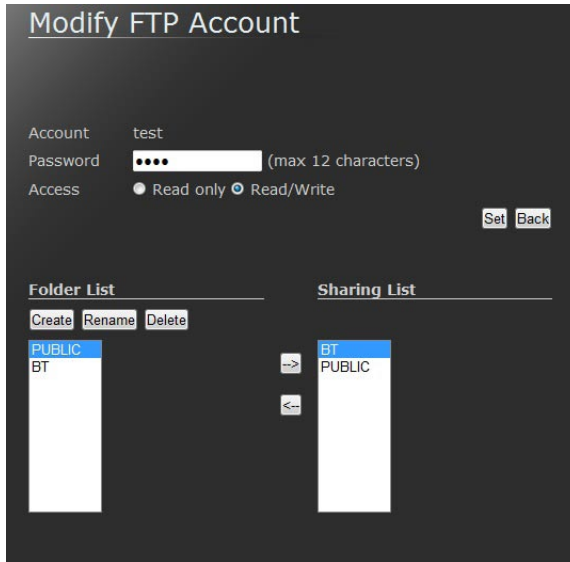 Modify FTP Account
Account test
Password •••• (max 12 characters)
Access Read only Read/Write
Set Back
Folder List
Create Rename Delete
PUBLIC
BT
-->
<--
Sharing List
BT
PUBLIC